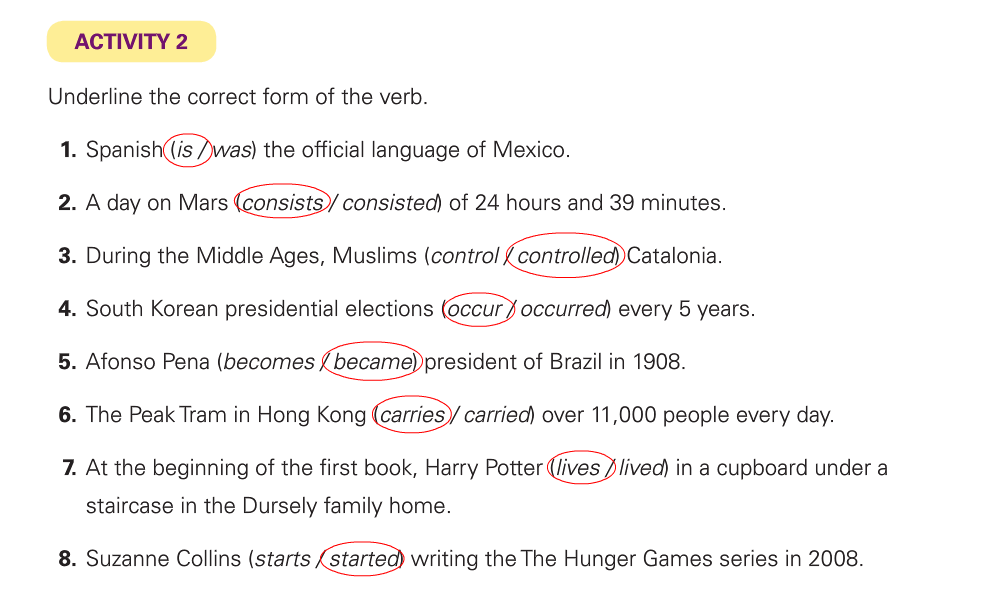 ACTIVITY 2
Underline the correct form of the verb.
1. Spanish (is / was) the official language of Mexico.
2. A day on Mars (consists / consisted) of 24 hours and 39 minutes.
3. During the Middle Ages, Muslims (control / controlled) Catalonia.
4. South Korean presidential elections (occur / occurred) every 5 years.
5. Afonso Pena (becomes / became) president of Brazil in 1908.
6. The Peak Tram in Hong Kong (carries / carried) over 11,000 people every day.
7. At the beginning of the first book, Harry Potter (lives / lived) in a cupboard under a
staircase in the Dursely family home.
8. Suzanne Collins (starts / started) writing the The Hunger Games series in 2008.